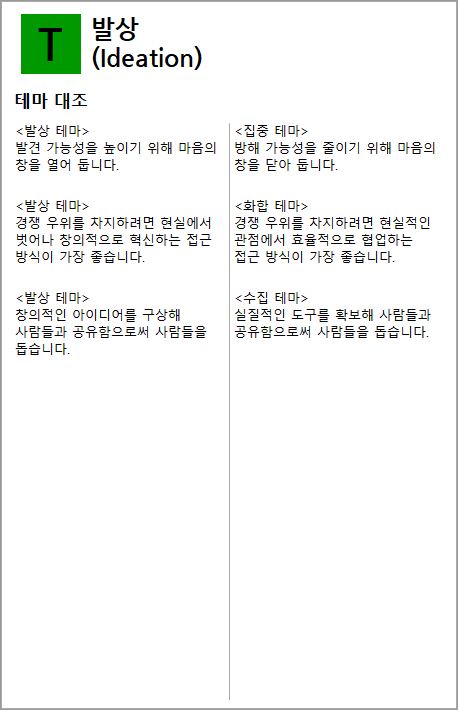 T
발상
(Ideation)
테마 대조
<발상 테마>
발견 가능성을 높이기 위해 마음의
창을 열어 둡니다.
<집중 테마>
방해 가능성을 줄이기 위해 마음의
창을 닫아 둡니다.
<발상 테마>
경쟁 우위를 차지하려면 현실에서
벗어나 창의적으로 혁신하는 접근
방식이 가장 좋습니다.
<화합 테마>
경쟁 우위를 차지하려면 현실적인
관점에서 효율적으로 협업하는
접근 방식이 가장 좋습니다.
<발상 테마>
창의적인 아이디어를 구상해
사람들과 공유함으로써 사람들을
돕습니다.
<수집 테마>
실질적인 도구를 확보해 사람들과
공유함으로써 사람들을 돕습니다.